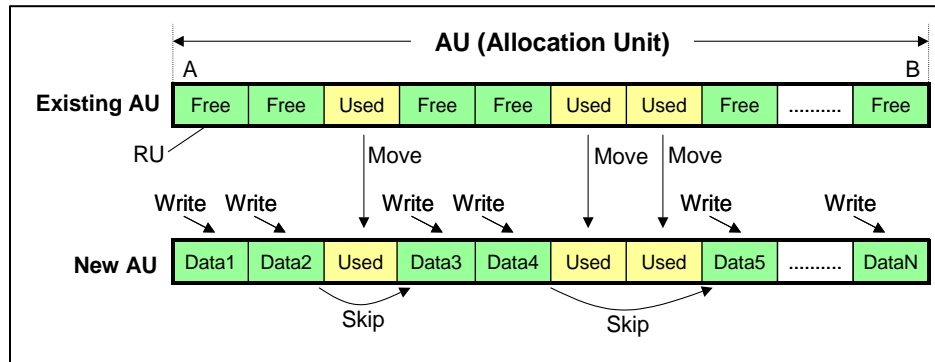 AU (Allocation Unit)
A B
Existing AU Free Free Used Free Free Used Used Free .......... Free
RU Move Move Move
Write Write Write Write Write Write
New AU Data1 Data2 Used Data3 Data4 Used Used Data5 .......... DataN
Skip Skip